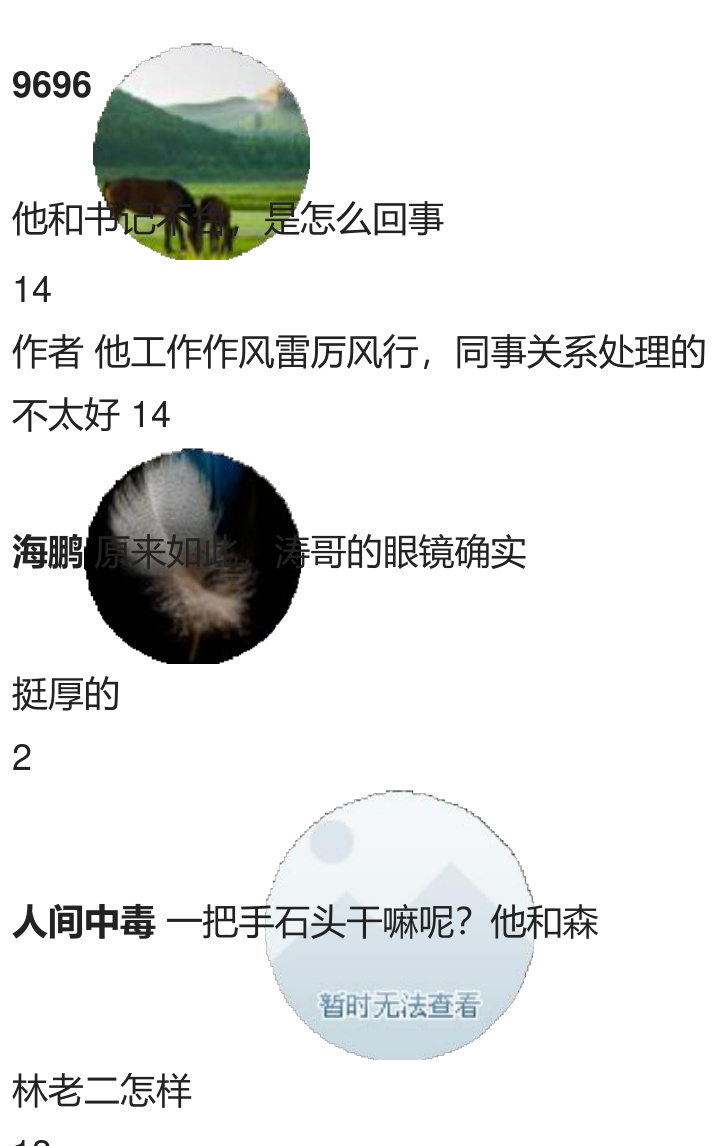 9696
他和书记不合，是怎么回事
14
作者 他工作作风雷厉风行，同事关系处理的
不太好 14
海鹏 原来如此，涛哥的眼镜确实
挺厚的
2
人间中毒 一把手石头干嘛呢？他和森
暂时无法查看
林老二怎样